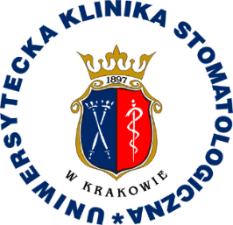 UNIWERSYTECKA KLINIKA STOMATOLOGICZNA *
1897
W KRAKOWIE